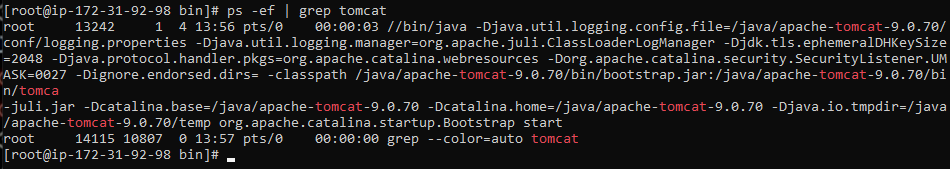 [root@ip-172-31-92-98 bin]# ps -ef | grep tomcat
root     13242     1  4 13:56 pts/0    00:00:03 //bin/java -Djava.util.logging.config.file=/java/apache-tomcat-9.0.70/
conf/logging.properties -Djava.util.logging.manager=org.apache.juli.ClassLoaderLogManager -Djdk.tls.ephemeralDHKeySize
=2048 -Djava.protocol.handler.pkgs=org.apache.catalina.webresources -Dorg.apache.catalina.security.SecurityListener.UM
ASK=0027 -Dignore.endorsed.dirs= -classpath /java/apache-tomcat-9.0.70/bin/bootstrap.jar:/java/apache-tomcat-9.0.70/bi
n/tomca
-juli.jar -Dcatalina.base=/java/apache-tomcat-9.0.70 -Dcatalina.home=/java/apache-tomcat-9.0.70 -Djava.io.tmpdir=/java
/apache-tomcat-9.0.70/temp org.apache.catalina.startup.Bootstrap start
root     14115 10807  0 13:57 pts/0    00:00:00 grep --color=auto tomcat
[root@ip-172-31-92-98 bin]#